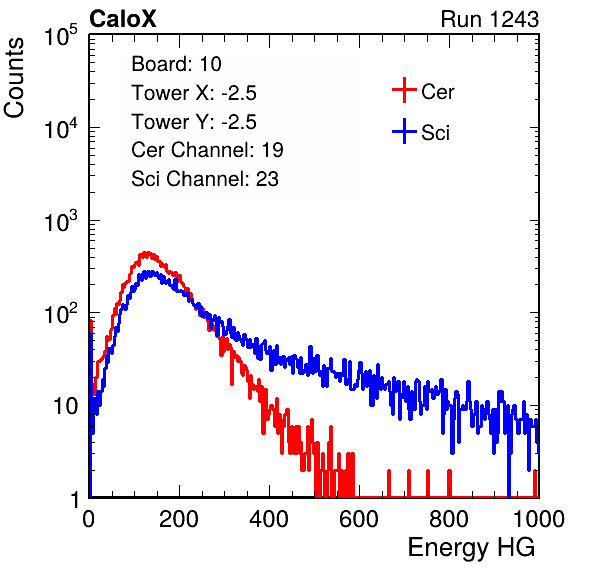 CaloX Run 1243
Counts
10^5
10^4
10^3
10^2
10
1
Board: 10
Tower X: -2.5
Tower Y: -2.5
Cer Channel: 19
Sci Channel: 23
Cer
Sci
0 200 400 600 800 1000
Energy HG